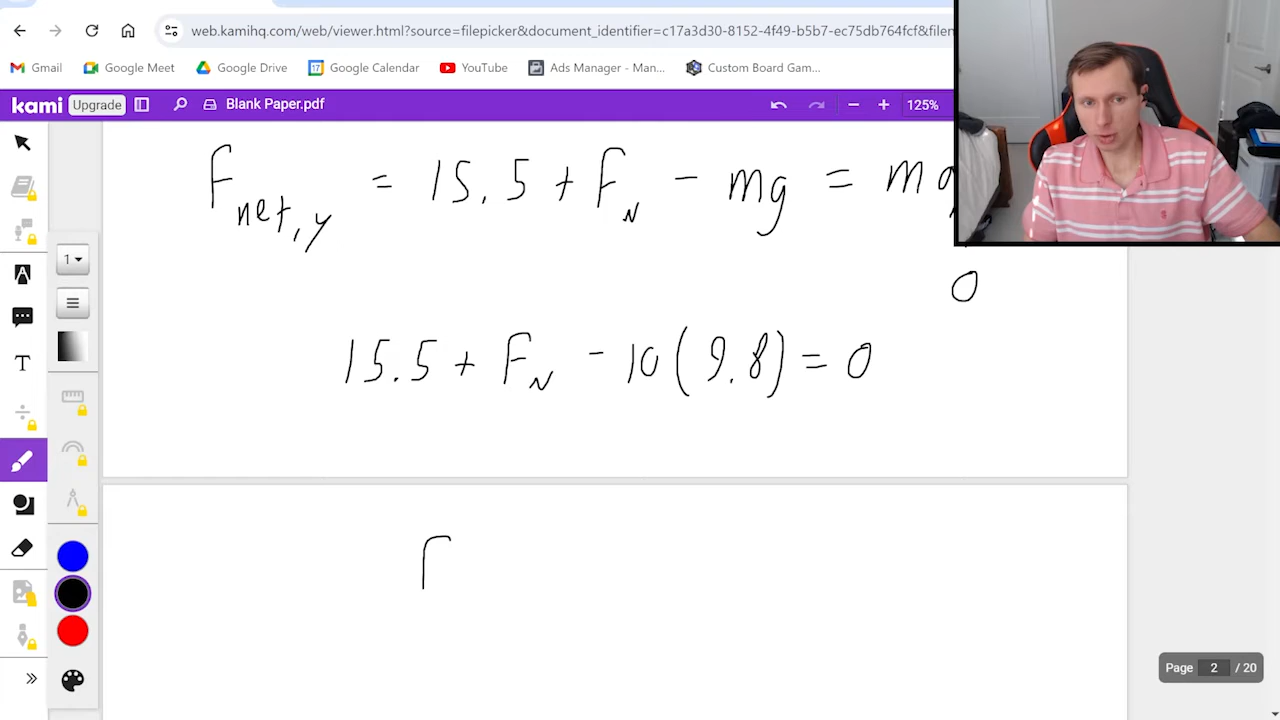 web.kamihq.com/web/viewer.html?source=filepicker&document_identifier=c17a3d30-8152-4f49-b5b7-ec75db764fcf&filen
Gmail Google Meet Google Drive Google Calendar YouTube Ads Manager - Man... Custom Board Gam...
kami Upgrade Blank Paper.pdf 125%
F net,y = 15.5 + F N - mg = ma
0
1
15.5 + F N - 10(9.8) = 0
T
Page 2 / 20